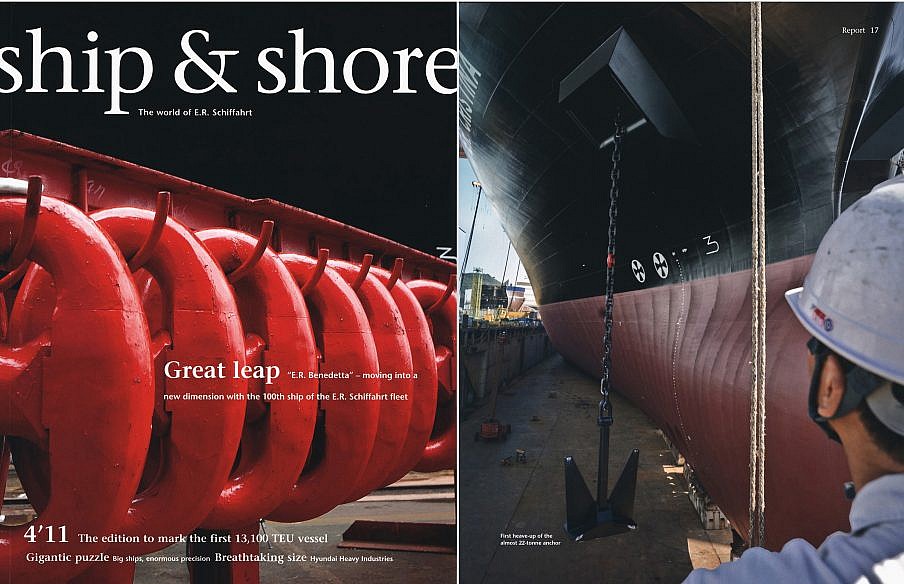 ship & shore
The world of E.R. Schiffahrt
Great leap "E.R. Benedetta" – moving into a
new dimension with the 100th ship of the E.R. Schiffahrt fleet
4'11 The edition to mark the first 13,100 TEU vessel
Gigantic puzzle Big ships, enormous precision Breathtaking size Hyundai Heavy Industries
Report 17
3
First heave-up of the
almost 22-tonne anchor